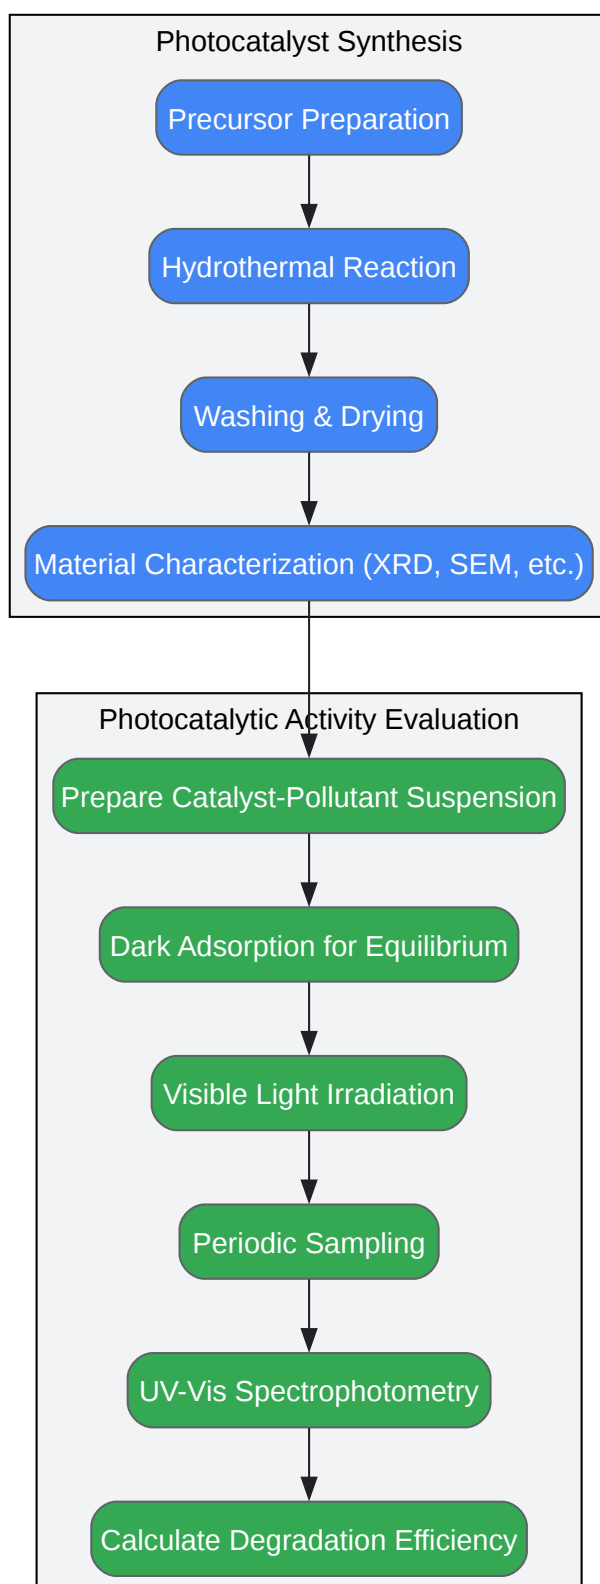 Photocatalyst Synthesis
Precursor Preparation
Hydrothermal Reaction
Washing & Drying
Material Characterization (XRD, SEM, etc.)
Photocatalytic Activity Evaluation
Prepare Catalyst-Pollutant Suspension
Dark Adsorption for Equilibrium
Visible Light Irradiation
Periodic Sampling
UV-Vis Spectrophotometry
Calculate Degradation Efficiency